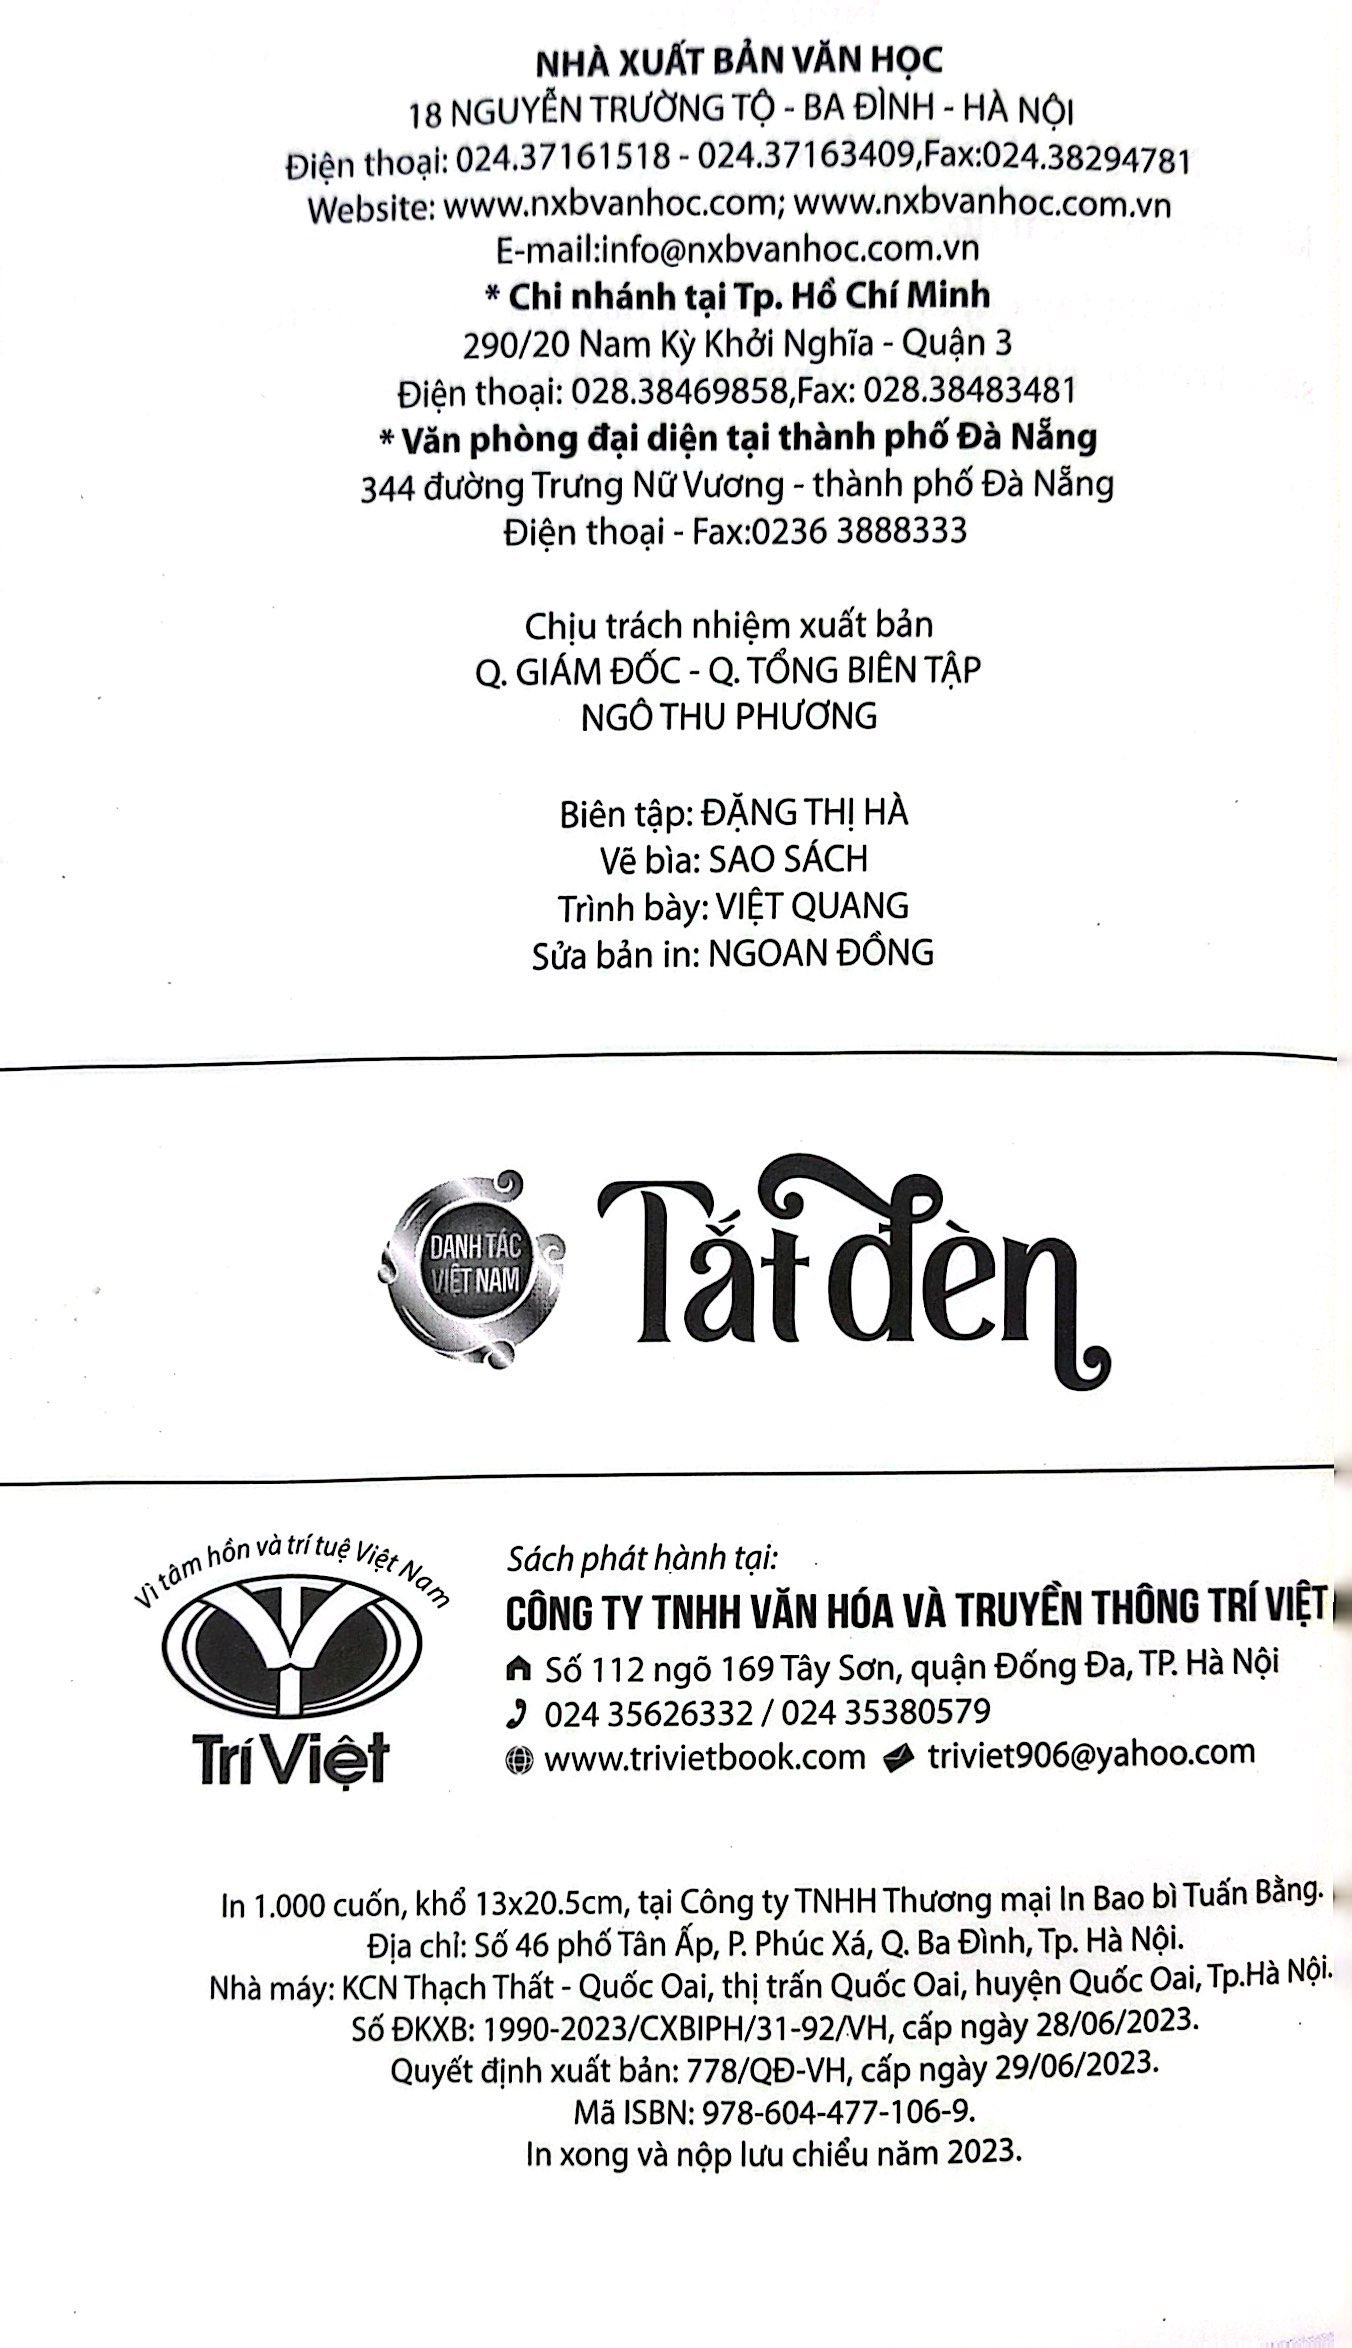 NHÀ XUẤT BẢN VĂN HỌC
18 NGUYỄN TRƯỜNG TỘ - BA ĐÌNH - HÀ NỘI
Điện thoại: 024.37161518 - 024.37163409,Fax:024.38294781
Website: www.nxbvanhoc.com; www.nxbvanhoc.com.vn
E-mail:info@nxbvanhoc.com.vn
* Chi nhánh tại Tp. Hồ Chí Minh
290/20 Nam Kỳ Khởi Nghĩa - Quận 3
Điện thoại: 028.38469858,Fax: 028.38483481
* Văn phòng đại diện tại thành phố Đà Nẵng
344 đường Trưng Nữ Vương - thành phố Đà Nẵng
Điện thoại - Fax:0236 3888333
Chịu trách nhiệm xuất bản
Q. GIÁM ĐỐC - Q. TỔNG BIÊN TẬP
NGÔ THU PHƯƠNG
Biên tập: ĐẶNG THỊ HÀ
Vẽ bìa: SAO SÁCH
Trình bày: VIỆT QUANG
Sửa bản in: NGOAN ĐỒNG
DANH TÁC
VIỆT NAM
Tắt đèn
Vì tâm hồn và trí tuệ Việt Nam
Trí Việt
Sách phát hành tại:
CÔNG TY TNHH VĂN HÓA VÀ TRUYỀN THÔNG TRÍ VIỆT
Số 112 ngõ 169 Tây Sơn, quận Đống Đa, TP. Hà Nội
024 35626332 / 024 35380579
www.trivietbook.com triviet906@yahoo.com
In 1.000 cuốn, khổ 13x20.5cm, tại Công ty TNHH Thương mại In Bao bì Tuấn Bằng.
Địa chỉ: Số 46 phố Tân Ấp, P. Phúc Xá, Q. Ba Đình, Tp. Hà Nội.
Nhà máy: KCN Thạch Thất - Quốc Oai, thị trấn Quốc Oai, huyện Quốc Oai, Tp.Hà Nội.
Số ĐKXB: 1990-2023/CXBIPH/31-92/VH, cấp ngày 28/06/2023.
Quyết định xuất bản: 778/QĐ-VH, cấp ngày 29/06/2023.
Mã ISBN: 978-604-477-106-9.
In xong và nộp lưu chiểu năm 2023.